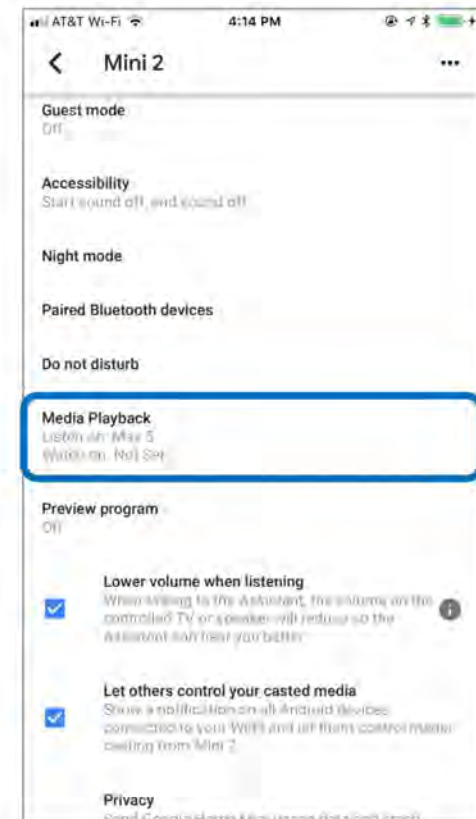 AT&T Wi-Fi 4:14 PM
Mini 2
Guest mode
Off
Accessibility
Start sound off, end sound off
Night mode
Paired Bluetooth devices
Do not disturb
Media Playback
Listen on: Max 5
Watch on: Not Set
Preview program
Off
Lower volume when listening
When talking to the Assistant, the volume on the
controlled TV or speaker will reduce so the
Assistant can hear you better
Let others control your casted media
Show a notification on all Android devices
connected to your WiFi and let them control media
casting from Mini 2
Privacy